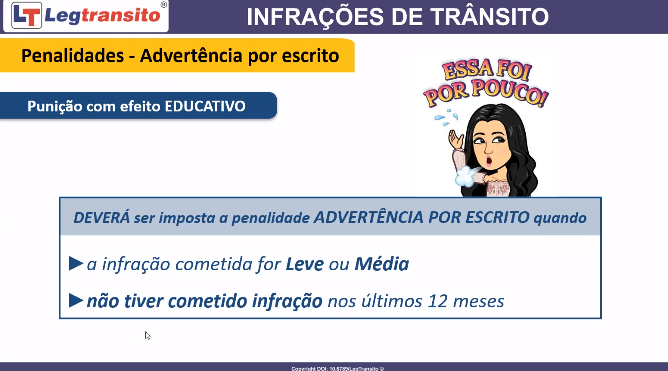 LT Legtransito®
INFRAÇÕES DE TRÂNSITO
Penalidades - Advertência por escrito
ESSA FOI
POR POUCO!
Punição com efeito EDUCATIVO
DEVERÁ ser imposta a penalidade ADVERTÊNCIA POR ESCRITO quando
►a infração cometida for Leve ou Média
►não tiver cometido infração nos últimos 12 meses
Copyright DOI: 10.6789/LegTransito ©